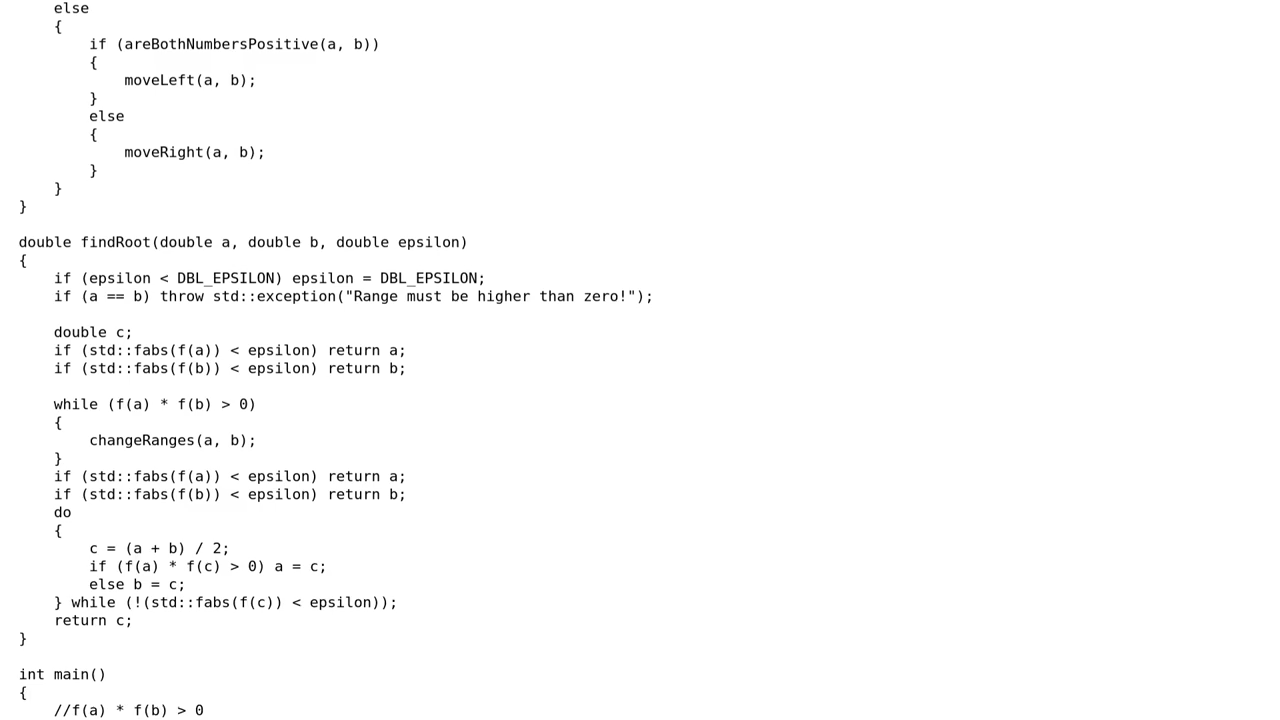 else
    {
        if (areBothNumbersPositive(a, b))
        {
            moveLeft(a, b);
        }
        else
        {
            moveRight(a, b);
        }
    }
}

double findRoot(double a, double b, double epsilon)
{
    if (epsilon < DBL_EPSILON) epsilon = DBL_EPSILON;
    if (a == b) throw std::exception("Range must be higher than zero!");

    double c;
    if (std::fabs(f(a)) < epsilon) return a;
    if (std::fabs(f(b)) < epsilon) return b;

    while (f(a) * f(b) > 0)
    {
        changeRanges(a, b);
    }
    if (std::fabs(f(a)) < epsilon) return a;
    if (std::fabs(f(b)) < epsilon) return b;
    do
    {
        c = (a + b) / 2;
        if (f(a) * f(c) > 0) a = c;
        else b = c;
    } while (!(std::fabs(f(c)) < epsilon));
    return c;
}

int main()
{
    //f(a) * f(b) > 0